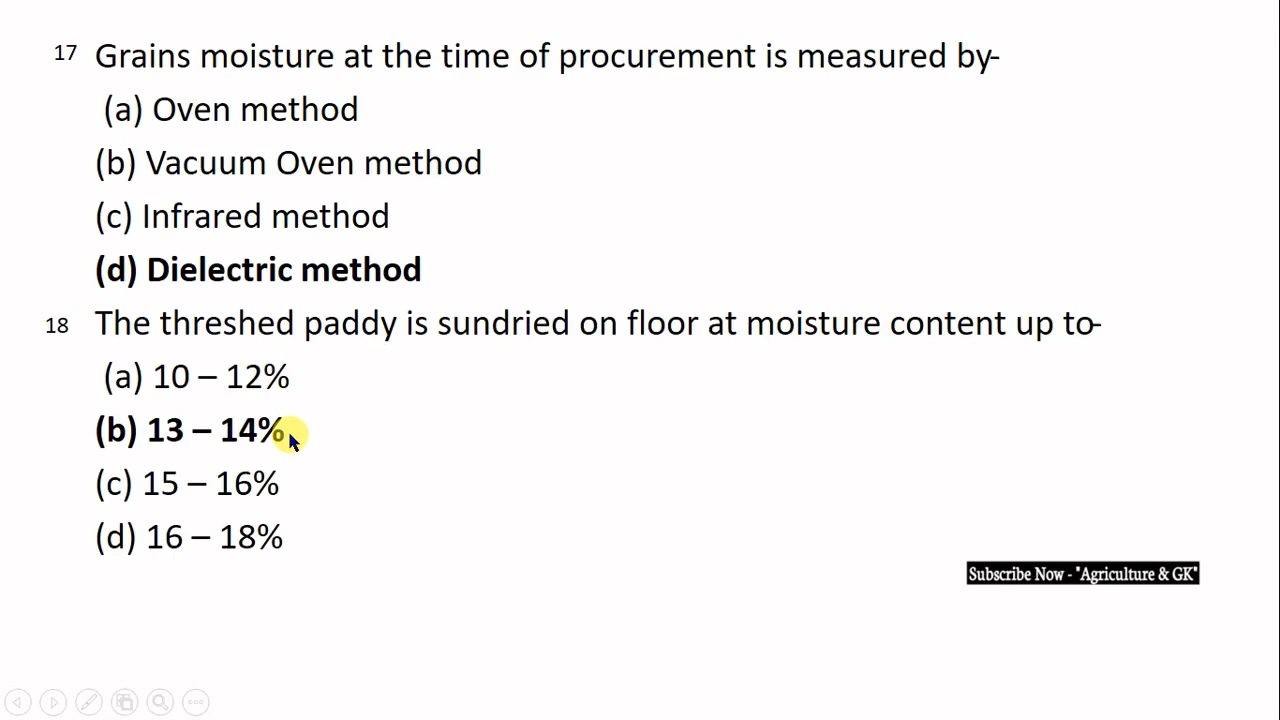 17 Grains moisture at the time of procurement is measured by-
(a) Oven method
(b) Vacuum Oven method
(c) Infrared method
(d) Dielectric method
18 The threshed paddy is sundried on floor at moisture content up to-
(a) 10 – 12%
(b) 13 – 14%
(c) 15 – 16%
(d) 16 – 18%
Subscribe Now - "Agriculture & GK"